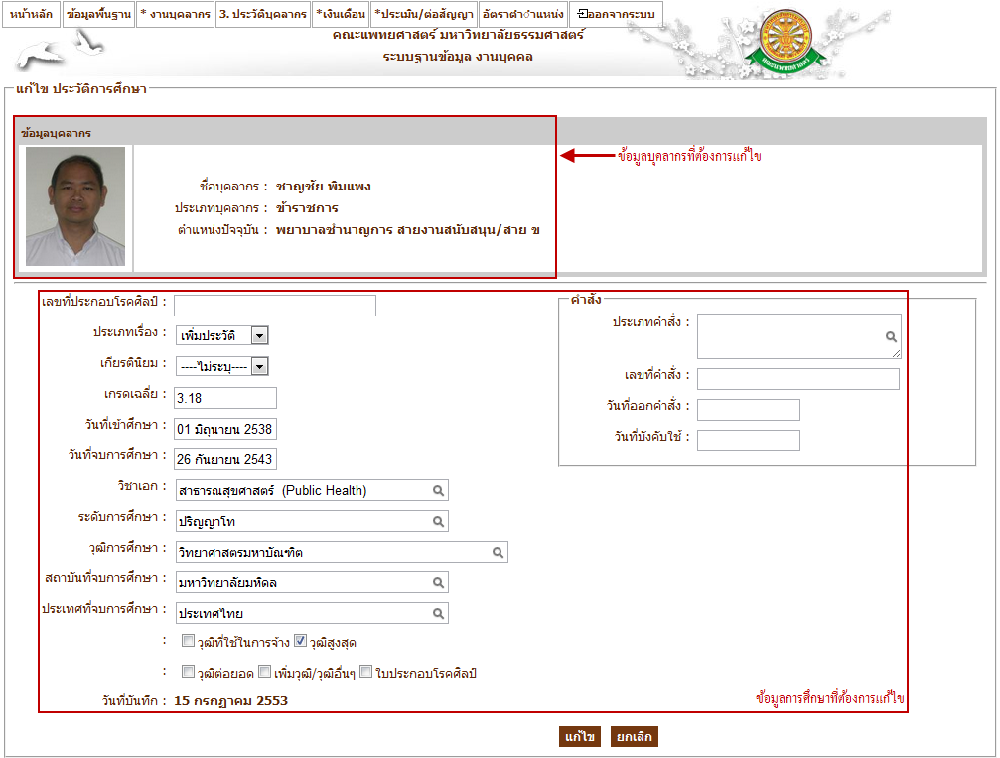 หน้าหลัก ข้อมูลพื้นฐาน * งานบุคลากร 3. ประวัติบุคลากร *เงินเดือน *ประเมิน/ต่อสัญญา อัตราตำแหน่ง ออกจากระบบ
คณะแพทยศาสตร์ มหาวิทยาลัยธรรมศาสตร์
ระบบฐานข้อมูล งานบุคคล
คณะแพทยศาสตร์
แก้ไข ประวัติการศึกษา
ข้อมูลบุคลากร
ข้อมูลบุคลากรที่ต้องการแก้ไข
ชื่อบุคลากร : ชาญชัย พิมแพง
ประเภทบุคลากร : ข้าราชการ
ตำแหน่งปัจจุบัน : พยาบาลชำนาญการ สายงานสนับสนุน/สาย ข
เลขที่ประกอบโรคศิลป์ :
ประเภทเรื่อง : เพิ่มประวัติ
เกียรตินิยม : ----ไม่ระบุ----
เกรดเฉลี่ย : 3.18
วันที่เข้าศึกษา : 01 มิถุนายน 2538
วันที่จบการศึกษา : 26 กันยายน 2543
วิชาเอก : สาธารณสุขศาสตร์ (Public Health)
ระดับการศึกษา : ปริญญาโท
วุฒิการศึกษา : วิทยาศาสตรมหาบัณฑิต
สถาบันที่จบการศึกษา : มหาวิทยาลัยมหิดล
ประเทศที่จบการศึกษา : ประเทศไทย
: วุฒิที่ใช้ในการจ้าง วุฒิสูงสุด
: วุฒิต่อยอด เพิ่มวุฒิ/วุฒิอื่นๆ ใบประกอบโรคศิลป์
วันที่บันทึก : 15 กรกฎาคม 2553
คำสั่ง
ประเภทคำสั่ง :
เลขที่คำสั่ง :
วันที่ออกคำสั่ง :
วันที่บังคับใช้ :
ข้อมูลการศึกษาที่ต้องการแก้ไข
แก้ไข ยกเลิก